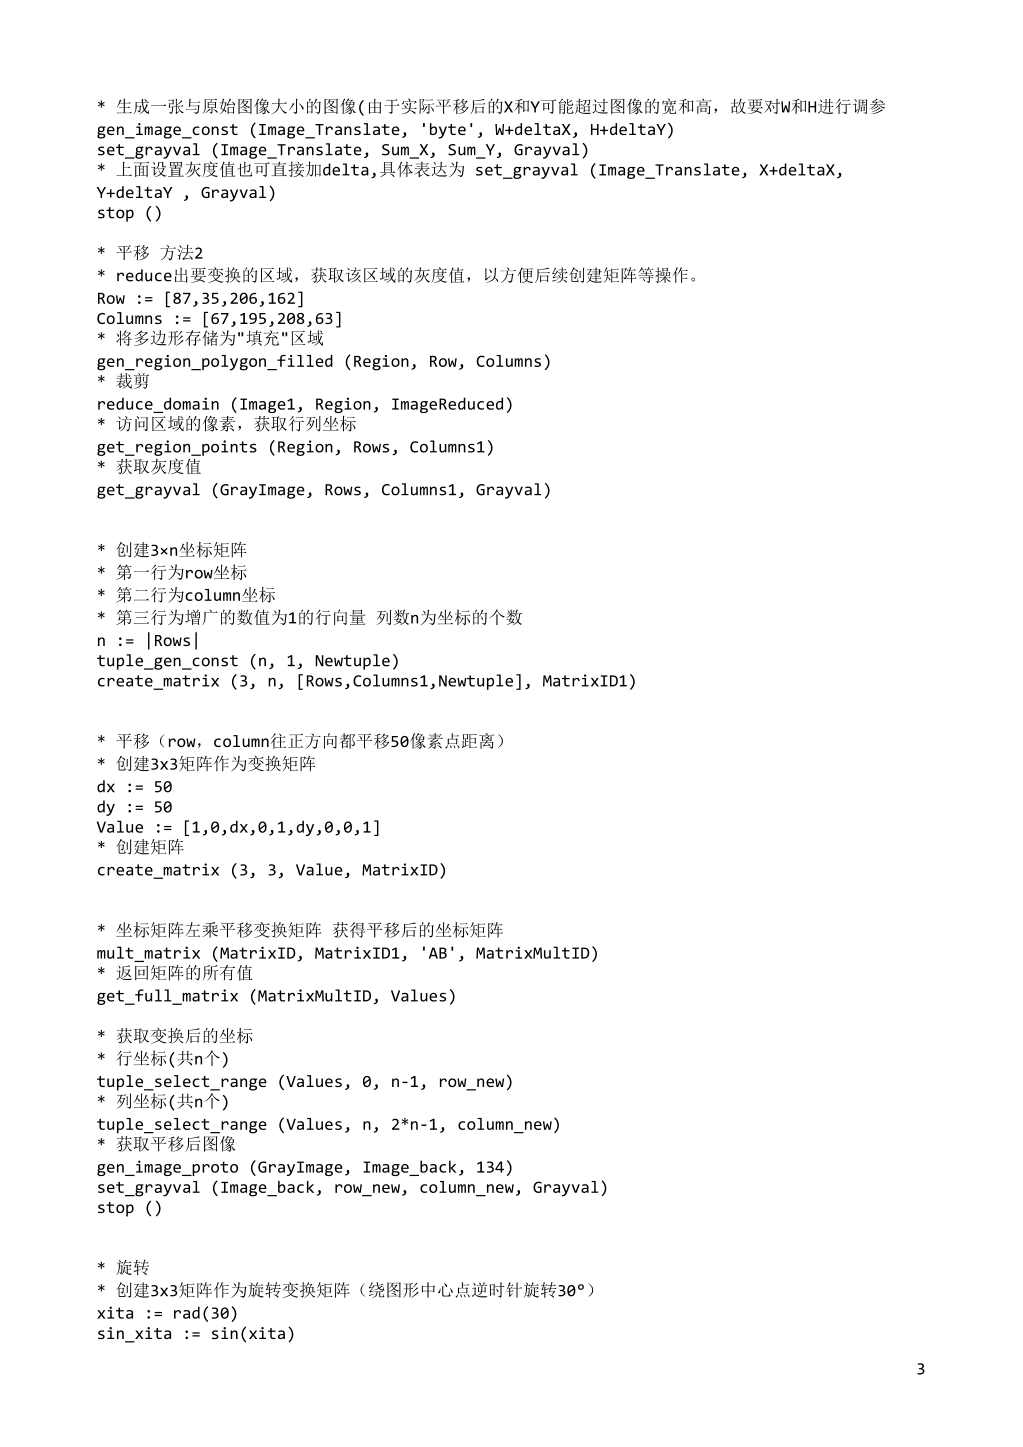 * 生成一张与原始图像大小的图像(由于实际平移后的X和Y可能超过图像的宽和高，故要对W和H进行调参
gen_image_const (Image_Translate, 'byte', W+deltaX, H+deltaY)
set_grayval (Image_Translate, Sum_X, Sum_Y, Grayval)
* 上面设置灰度值也可直接加delta,具体表达为 set_grayval (Image_Translate, X+deltaX,
Y+deltaY , Grayval)
stop ()
* 平移 方法2
* reduce出要变换的区域，获取该区域的灰度值，以方便后续创建矩阵等操作。
Row := [87,35,206,162]
Columns := [67,195,208,63]
* 将多边形存储为"填充"区域
gen_region_polygon_filled (Region, Row, Columns)
* 裁剪
reduce_domain (Image1, Region, ImageReduced)
* 访问区域的像素，获取行列坐标
get_region_points (Region, Rows, Columns1)
* 获取灰度值
get_grayval (GrayImage, Rows, Columns1, Grayval)
* 创建3×n坐标矩阵
* 第一行为row坐标
* 第二行为column坐标
* 第三行为增广的数值为1的行向量 列数n为坐标的个数
n := |Rows|
tuple_gen_const (n, 1, Newtuple)
create_matrix (3, n, [Rows,Columns1,Newtuple], MatrixID1)
* 平移（row，column往正方向都平移50像素点距离）
* 创建3x3矩阵作为变换矩阵
dx := 50
dy := 50
Value := [1,0,dx,0,1,dy,0,0,1]
* 创建矩阵
create_matrix (3, 3, Value, MatrixID)
* 坐标矩阵左乘平移变换矩阵 获得平移后的坐标矩阵
mult_matrix (MatrixID, MatrixID1, 'AB', MatrixMultID)
* 返回矩阵的所有值
get_full_matrix (MatrixMultID, Values)
* 获取变换后的坐标
* 行坐标(共n个)
tuple_select_range (Values, 0, n-1, row_new)
* 列坐标(共n个)
tuple_select_range (Values, n, 2*n-1, column_new)
* 获取平移后图像
gen_image_proto (GrayImage, Image_back, 134)
set_grayval (Image_back, row_new, column_new, Grayval)
stop ()
* 旋转
* 创建3x3矩阵作为旋转变换矩阵（绕图形中心点逆时针旋转30°）
xita := rad(30)
sin_xita := sin(xita)
3